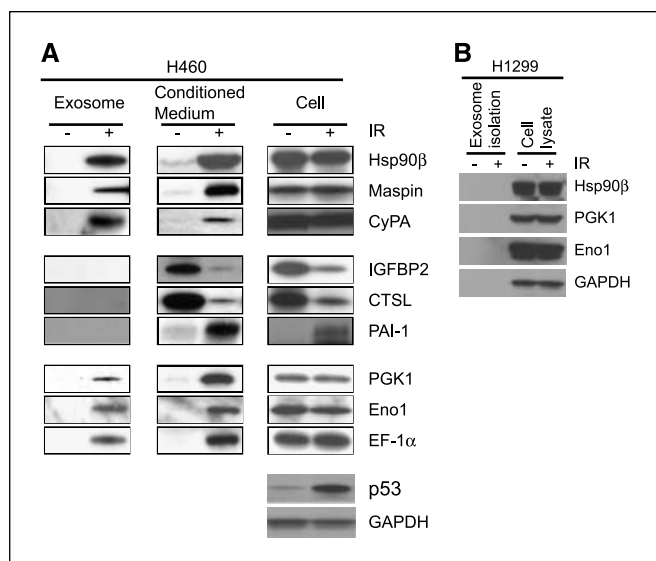 A
H460
Exosome
Conditioned
Medium
Cell
- + - + - + IR
Hsp90β
Maspin
CyPA
IGFBP2
CTSL
PAI-1
PGK1
Eno1
EF-1α
p53
GAPDH
B
H1299
Exosome
isolation
Cell
lysate
- + - + IR
Hsp90β
PGK1
Eno1
GAPDH